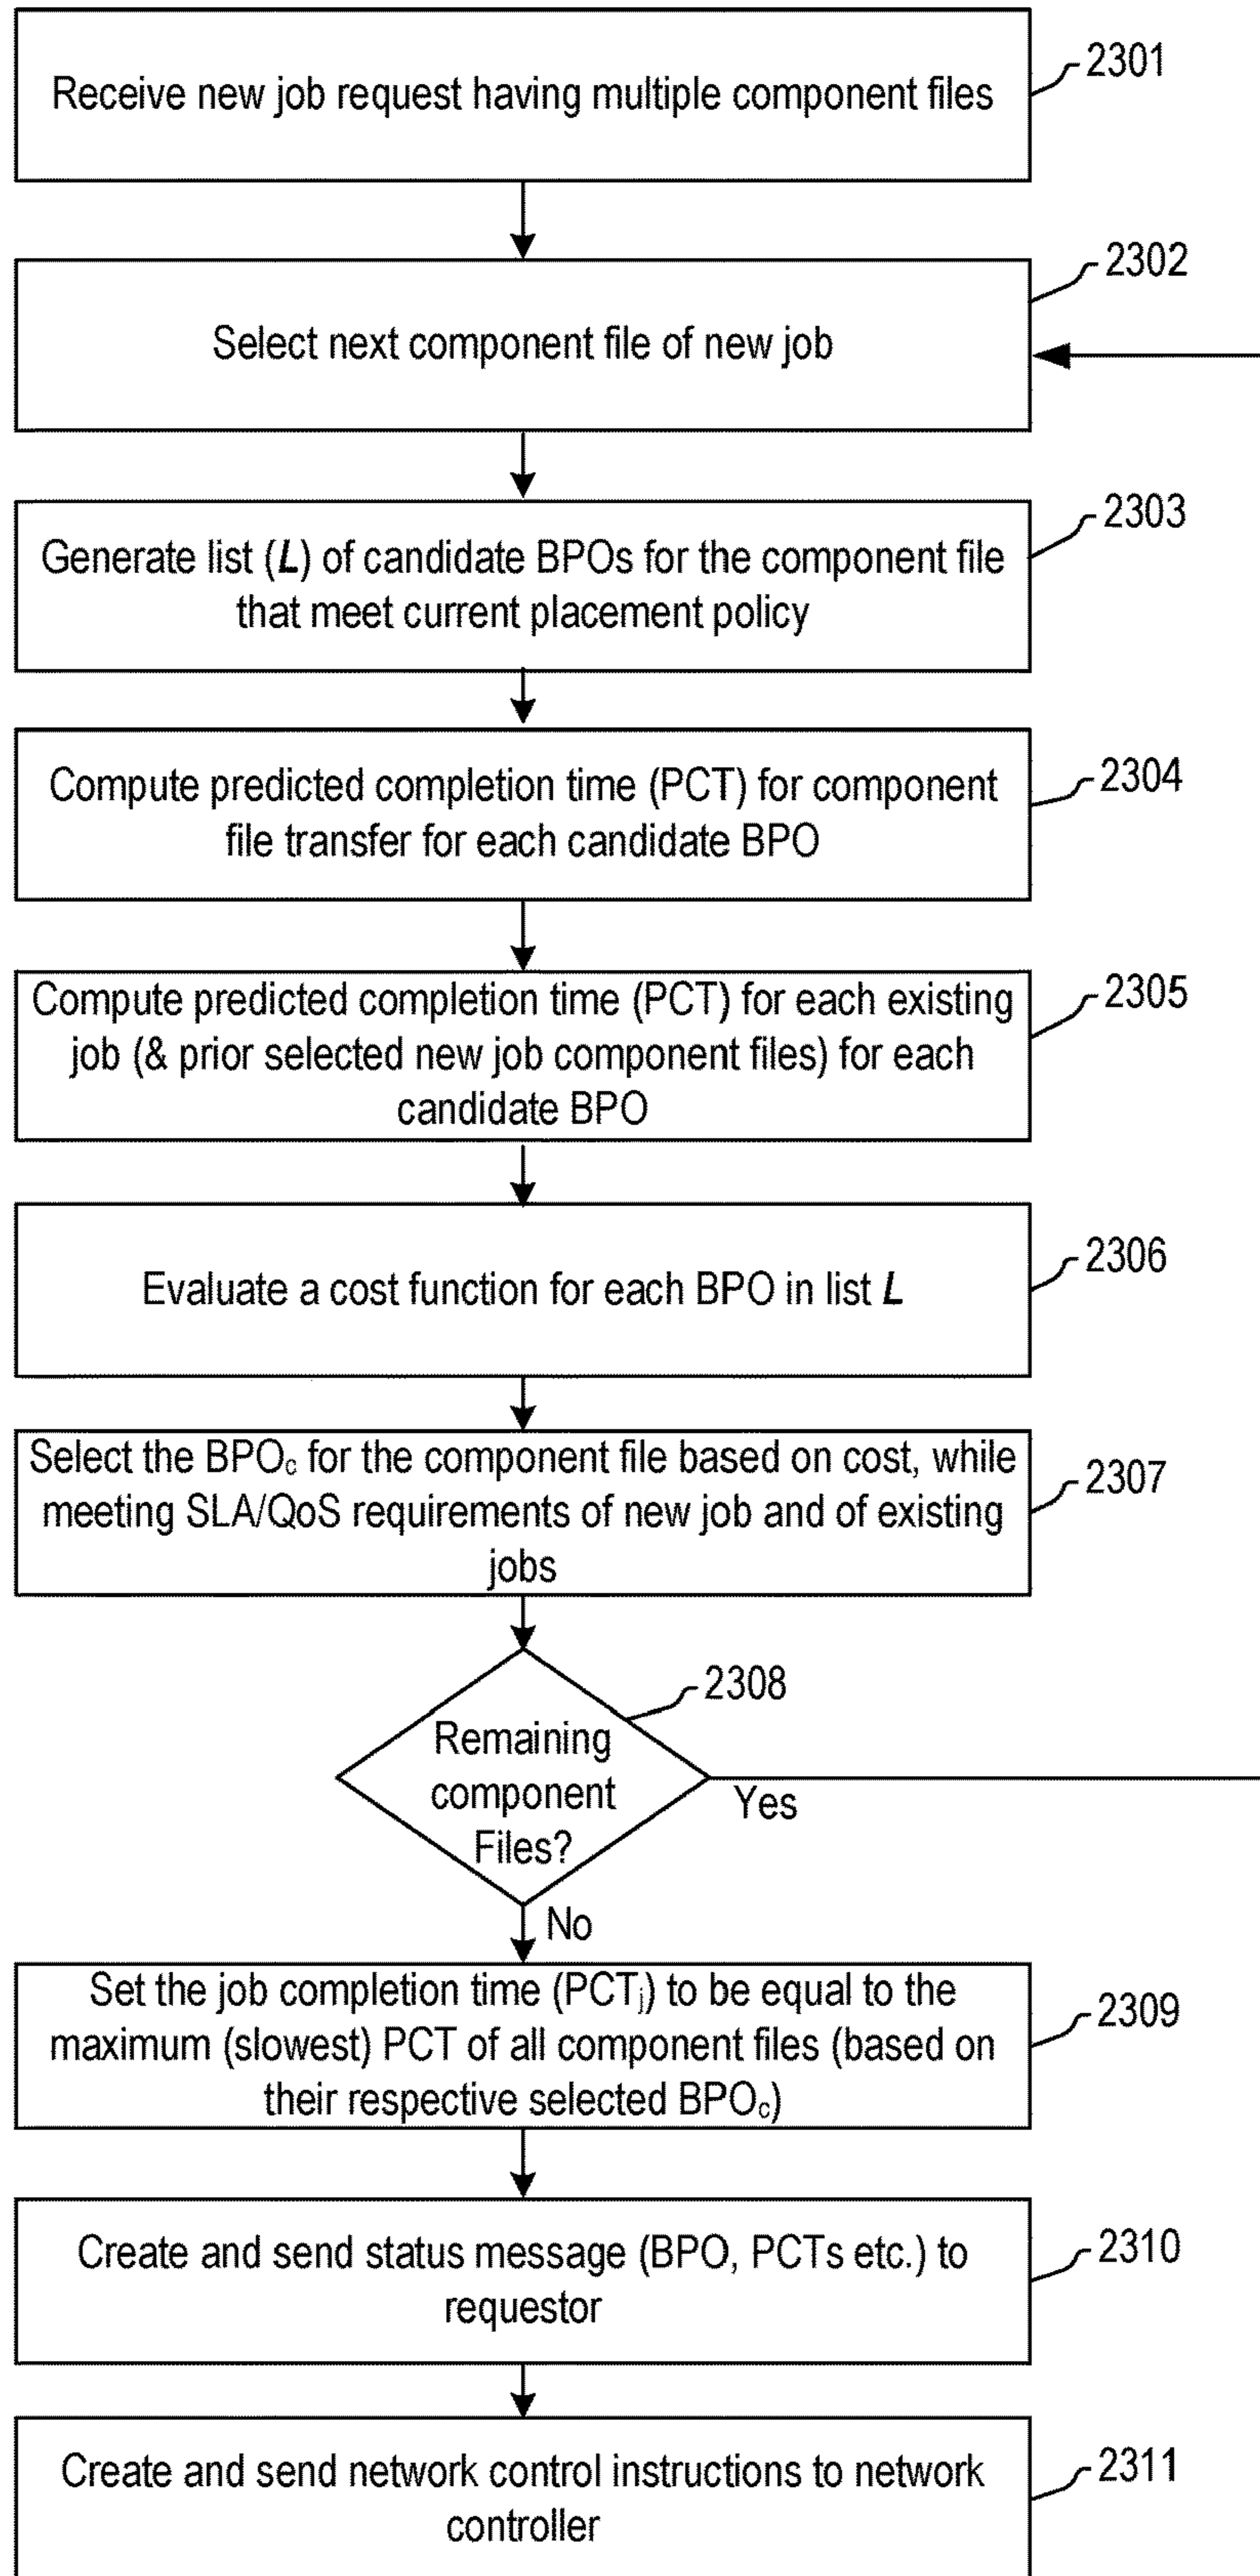 Receive new job request having multiple component files
2301
Select next component file of new job
2302
Generate list (L) of candidate BPOs for the component file
that meet current placement policy
2303
Compute predicted completion time (PCT) for component
file transfer for each candidate BPO
2304
Compute predicted completion time (PCT) for each existing
job (& prior selected new job component files) for each
candidate BPO
2305
Evaluate a cost function for each BPO in list L
2306
Select the BPOc for the component file based on cost, while
meeting SLA/QoS requirements of new job and of existing
jobs
2307
Remaining
component
Files?
2308
Yes
No
Set the job completion time (PCTj) to be equal to the
maximum (slowest) PCT of all component files (based on
their respective selected BPOc)
2309
Create and send status message (BPO, PCTs etc.) to
requestor
2310
Create and send network control instructions to network
controller
2311